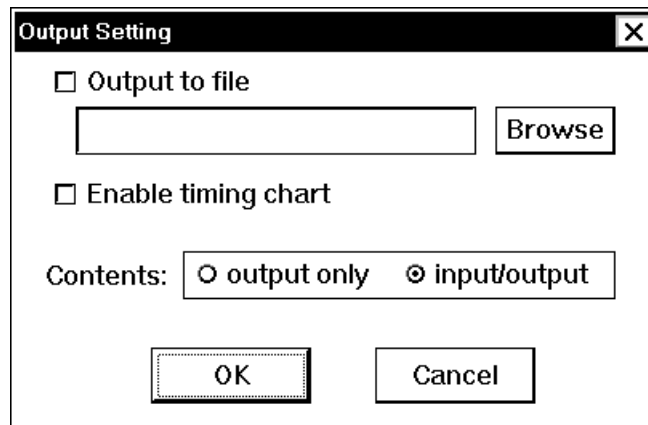 Output Setting
Output to file
Browse
Enable timing chart
Contents: output only input/output
OK Cancel